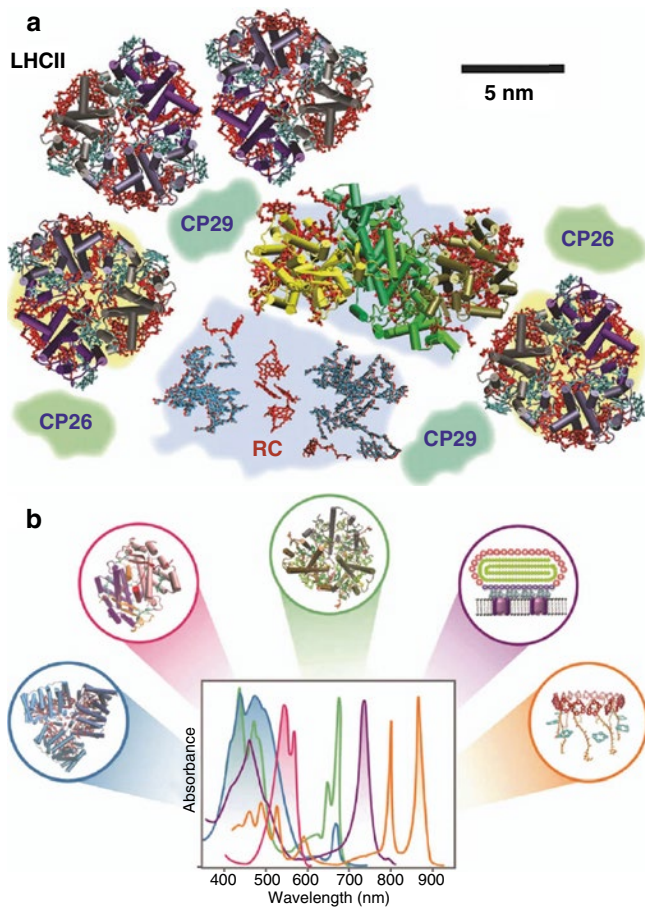 a
LHCII
5 nm
CP29
CP26
CP26
RC
CP29
b
Absorbance
400 500 600 700 800 900
Wavelength (nm)